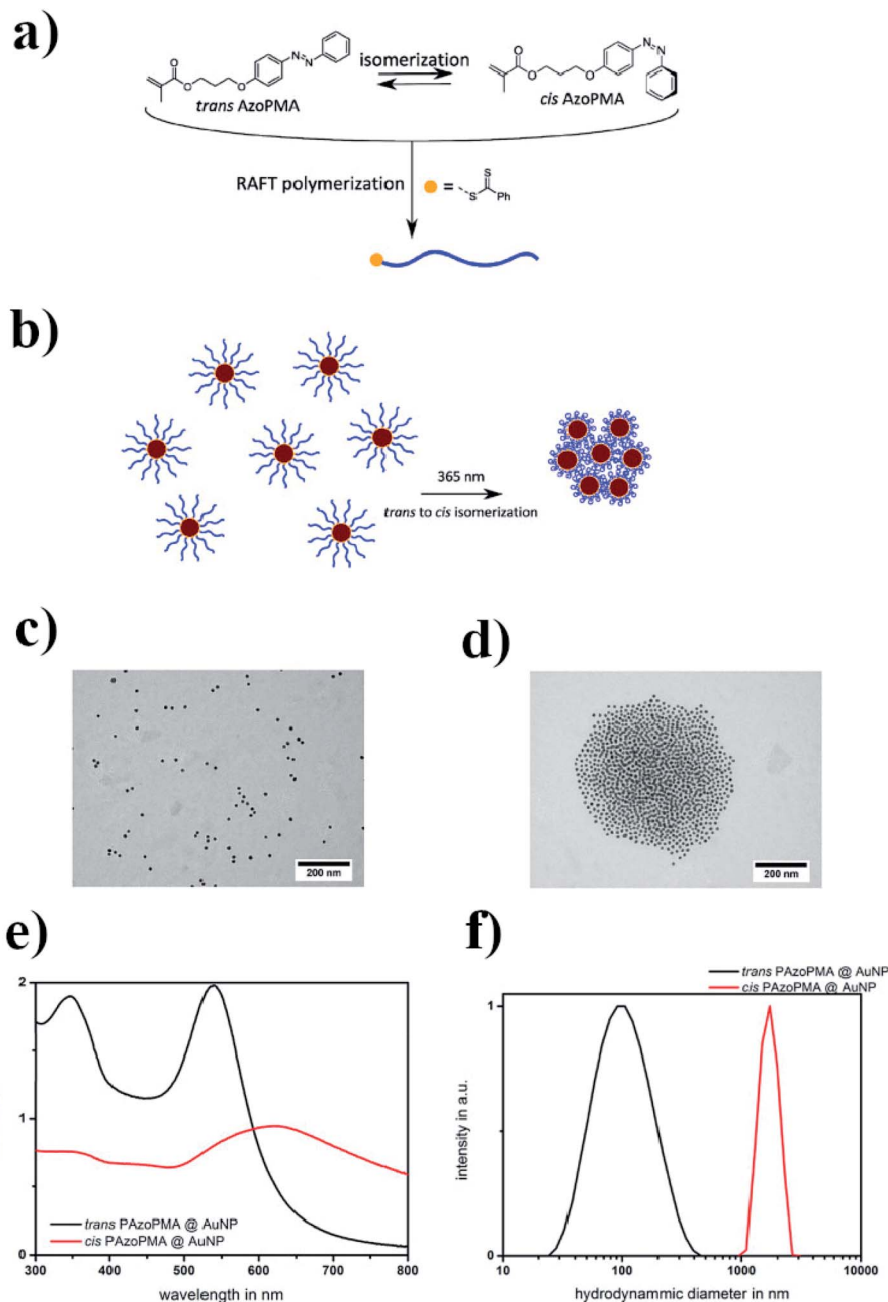 a)
isomerization
trans AzoPMA
cis AzoPMA
RAFT polymerization
=
b)
365 nm
trans to cis isomerization
c)
200 nm
d)
200 nm
e)
2
1
0
300 400 500 600 700 800
wavelength in nm
trans PAzoPMA @ AuNP
cis PAzoPMA @ AuNP
f)
trans PAzoPMA @ AuNP
cis PAzoPMA @ AuNP
1
0
intensity in a.u.
10 100 1000 10000
hydrodynammic diameter in nm
O
O
O
N
N
O
O
O
N
N
S
S
Ph